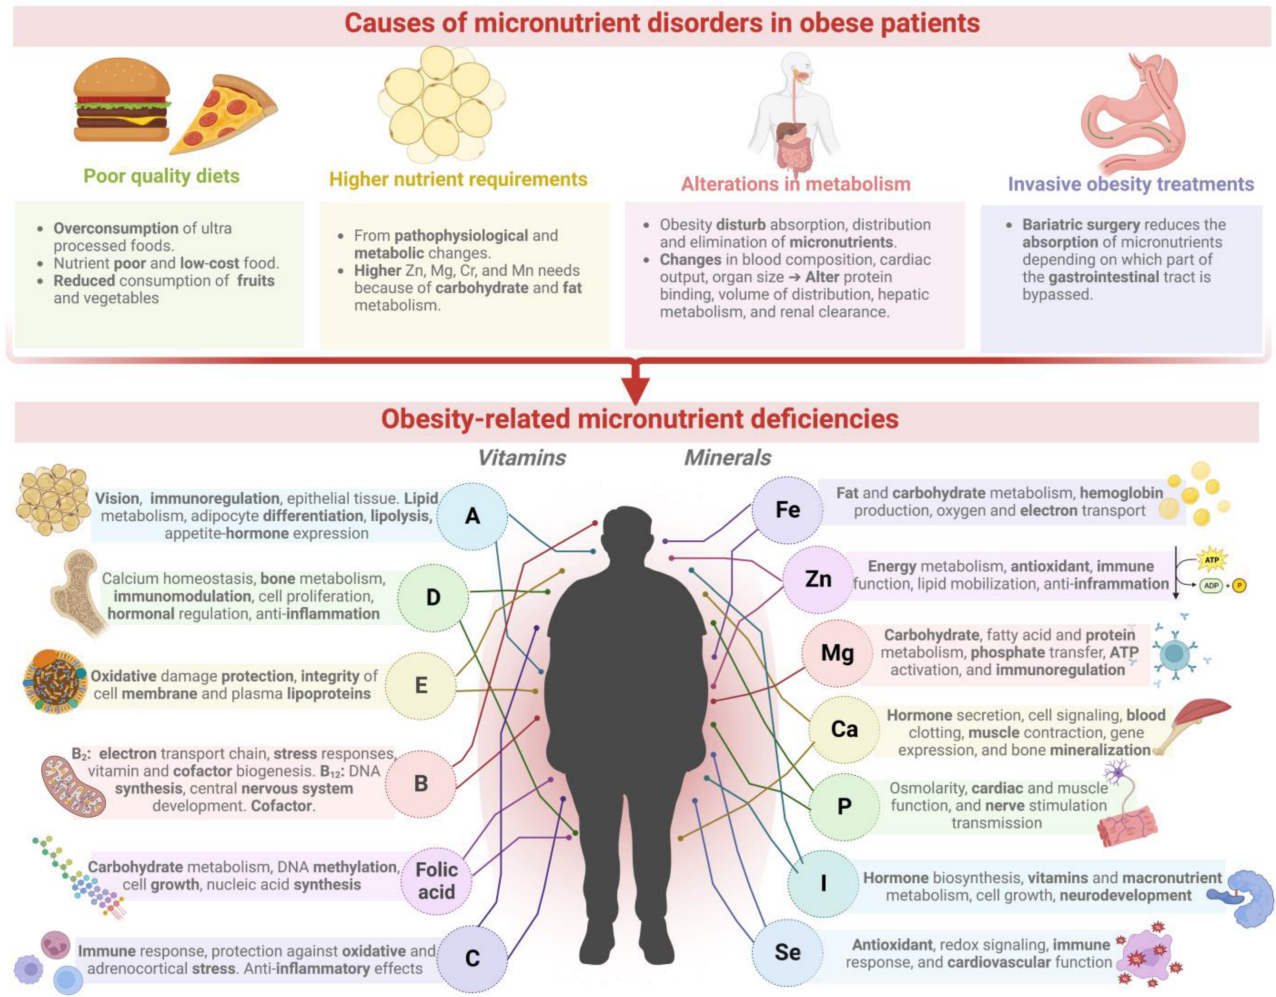 Causes of micronutrient disorders in obese patients
Poor quality diets
• Overconsumption of ultra
processed foods.
• Nutrient poor and low-cost food.
• Reduced consumption of fruits
and vegetables
Higher nutrient requirements
• From pathophysiological and
metabolic changes.
• Higher Zn, Mg, Cr, and Mn needs
because of carbohydrate and fat
metabolism.
Alterations in metabolism
• Obesity disturb absorption, distribution
and elimination of micronutrients.
• Changes in blood composition, cardiac
output, organ size → Alter protein
binding, volume of distribution, hepatic
metabolism, and renal clearance.
Invasive obesity treatments
• Bariatric surgery reduces the
absorption of micronutrients
depending on which part of
the gastrointestinal tract is
bypassed.
Obesity-related micronutrient deficiencies
Vitamins
Vision, immunoregulation, epithelial tissue. Lipid
metabolism, adipocyte differentiation, lipolysis,
appetite-hormone expression
A
Calcium homeostasis, bone metabolism,
immunomodulation, cell proliferation,
hormonal regulation, anti-inflammation
D
Oxidative damage protection, integrity of
cell membrane and plasma lipoproteins
E
B₂: electron transport chain, stress responses,
vitamin and cofactor biogenesis. B₁₂: DNA
synthesis, central nervous system
development. Cofactor.
B
Carbohydrate metabolism, DNA methylation,
cell growth, nucleic acid synthesis
Folic
acid
Immune response, protection against oxidative and
adrenocortical stress. Anti-inflammatory effects
C
Minerals
Fe
Fat and carbohydrate metabolism, hemoglobin
production, oxygen and electron transport
Zn
Energy metabolism, antioxidant, immune
function, lipid mobilization, anti-inframmation
ATP
ADP + P
Mg
Carbohydrate, fatty acid and protein
metabolism, phosphate transfer, ATP
activation, and immunoregulation
Ca
Hormone secretion, cell signaling, blood
clotting, muscle contraction, gene
expression, and bone mineralization
P
Osmolarity, cardiac and muscle
function, and nerve stimulation
transmission
I
Hormone biosynthesis, vitamins and macronutrient
metabolism, cell growth, neurodevelopment
Se
Antioxidant, redox signaling, immune
response, and cardiovascular function